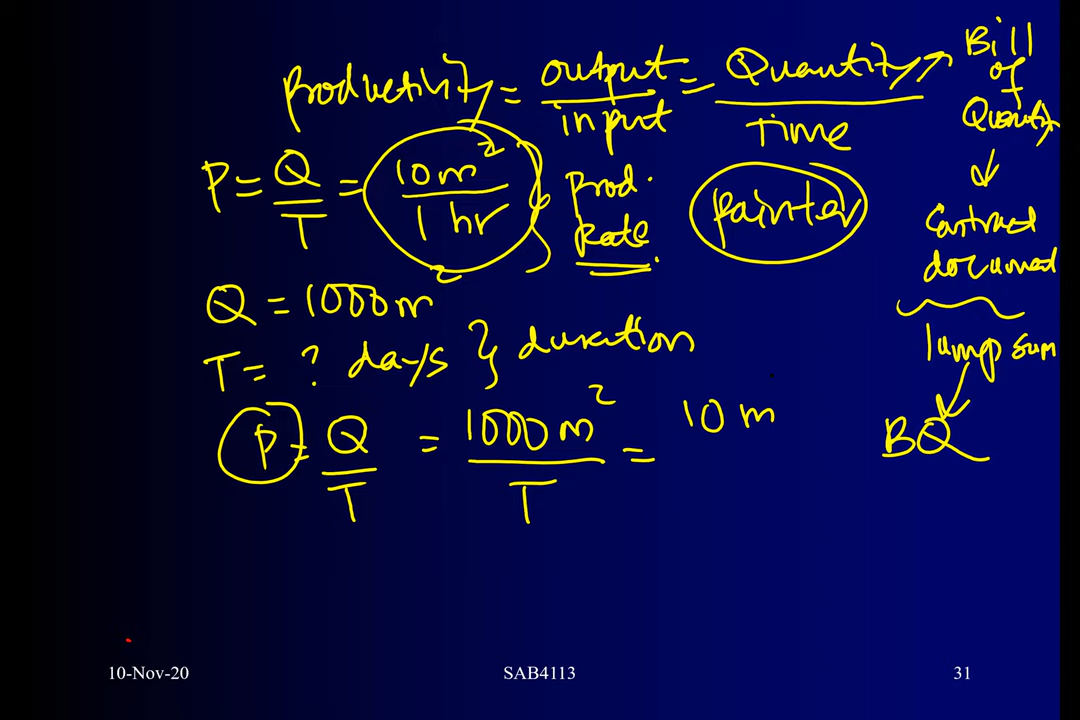 Productivity = output/input = Quantity/Time → Bill of Quantity
P = Q/T = 10m²/1 hr } Prod. Rate. Painter
↓
Contract document
Q = 1000m²
T = ? days } duration
lump sum
P = Q/T = 1000m²/T = 10 m
BQ
10-Nov-20 SAB4113 31